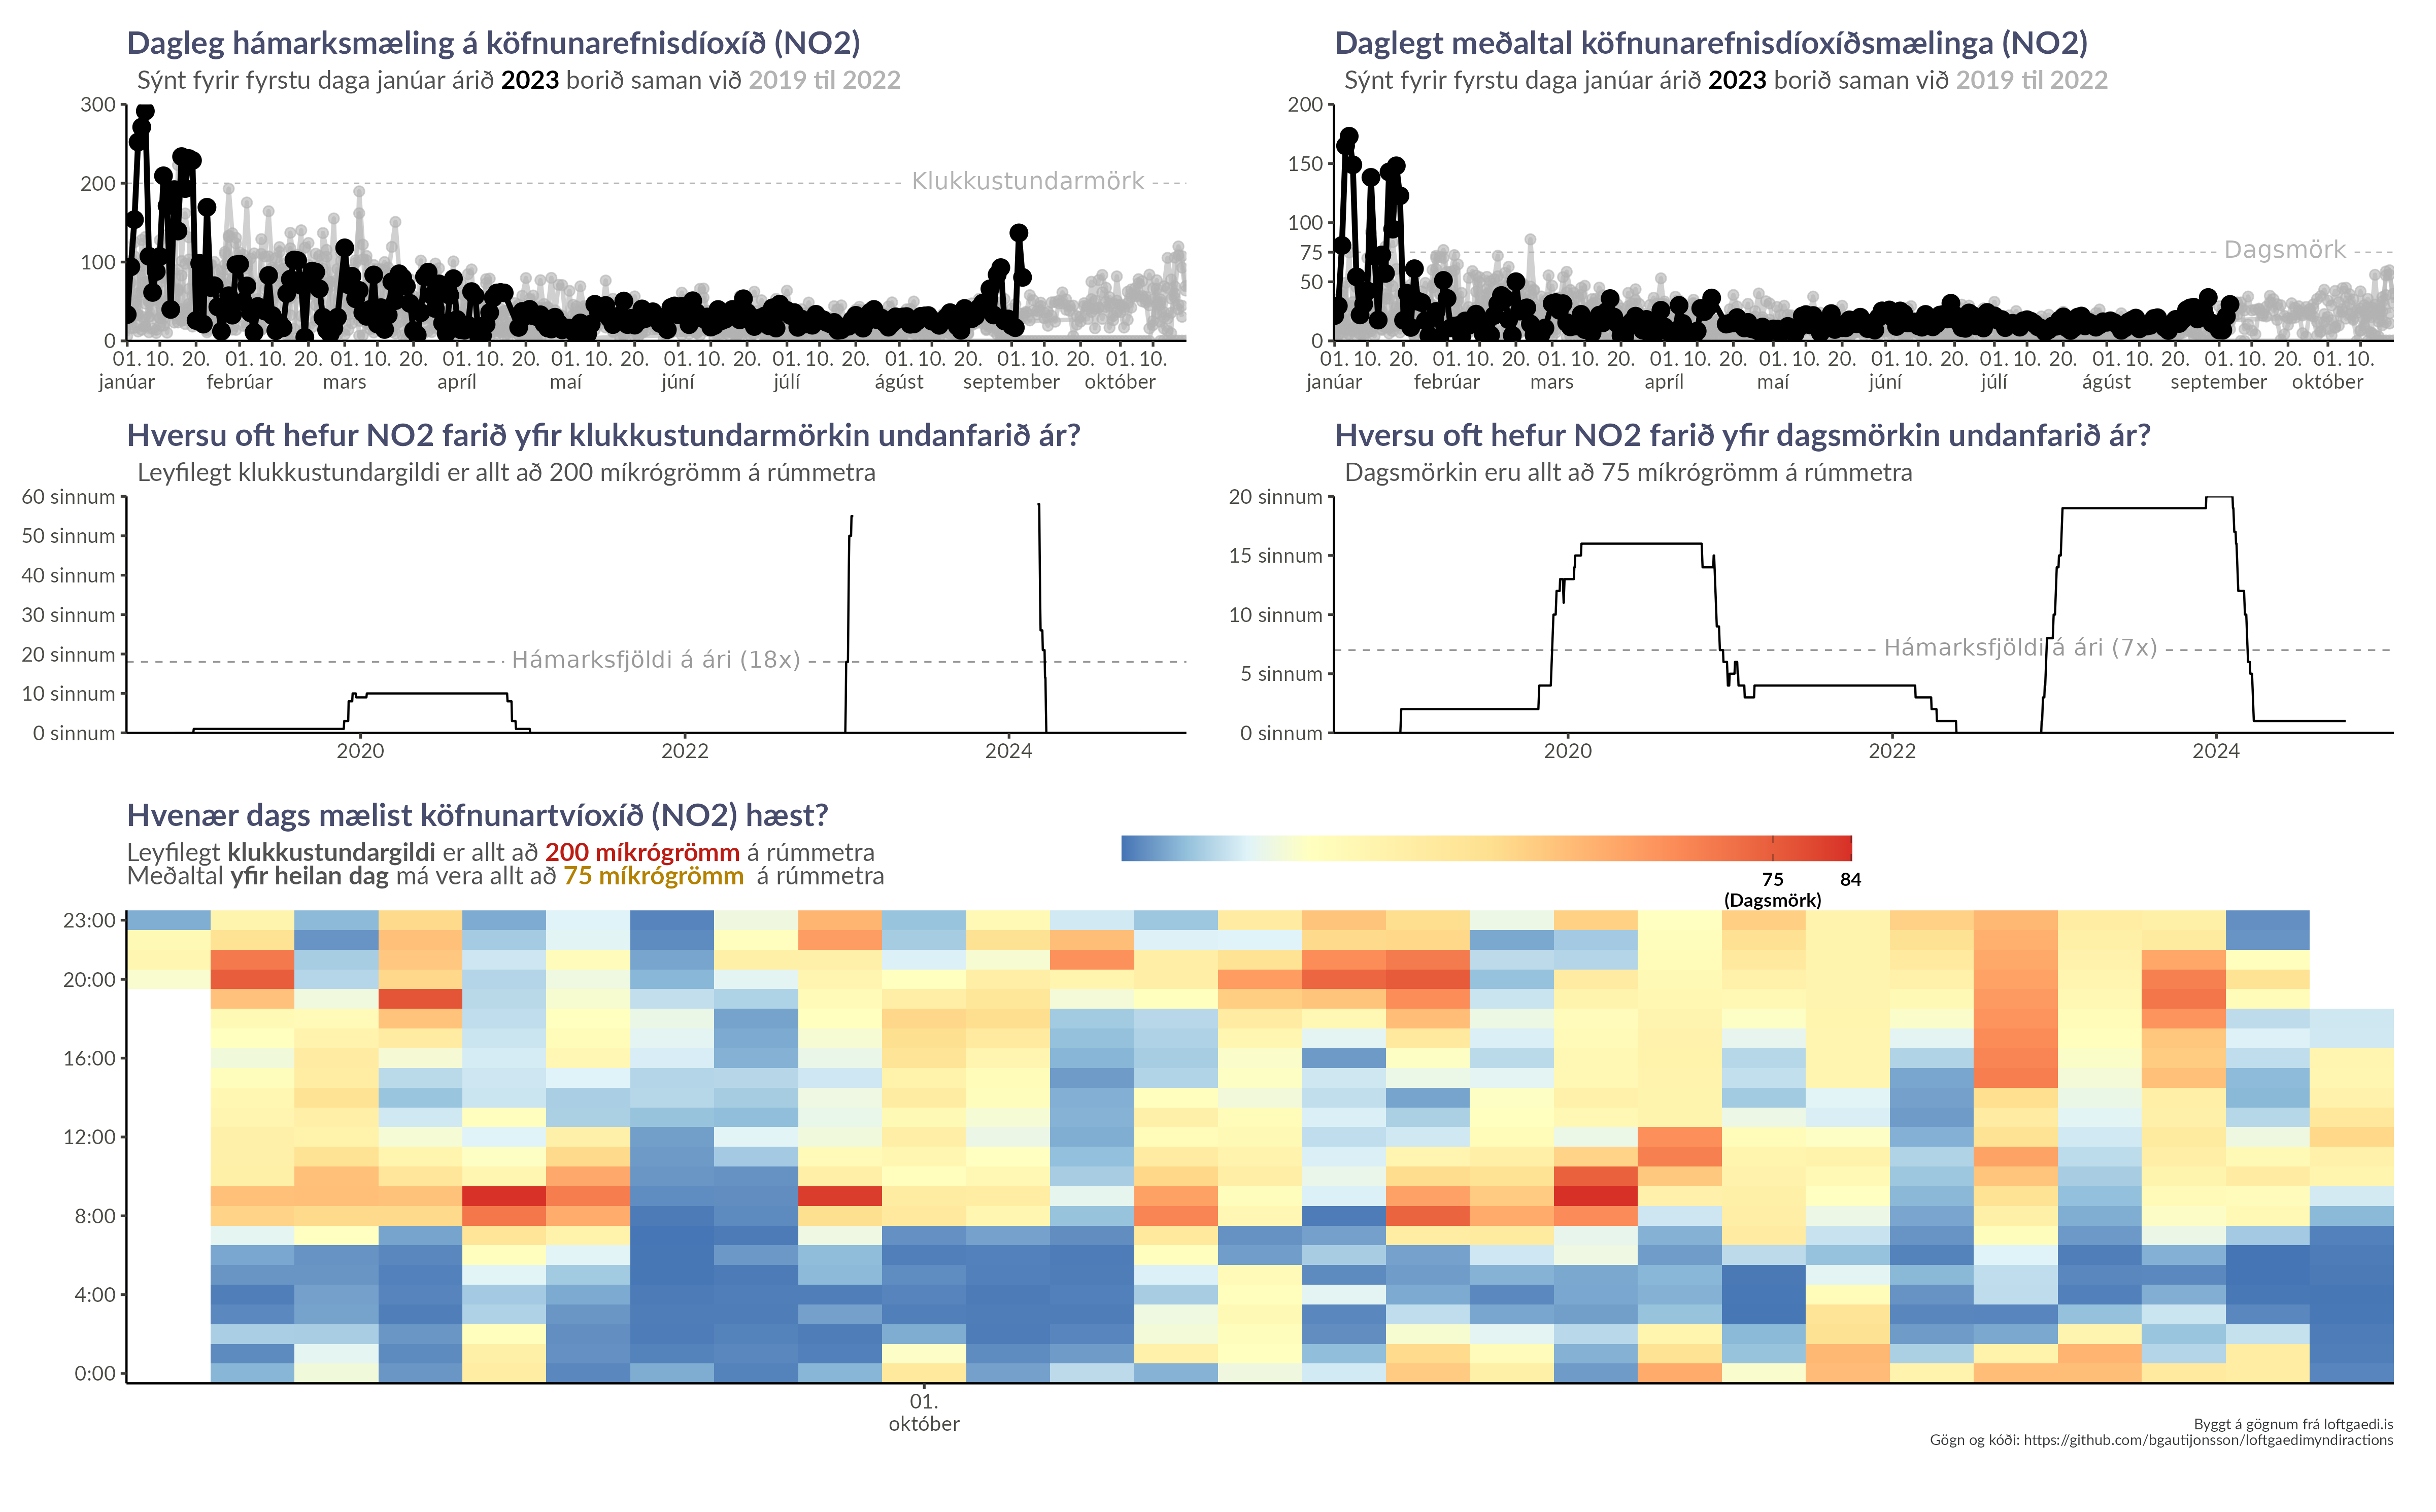 Dagleg hámarksmæling á köfnunarefnisdíoxíð (NO2)
Sýnt fyrir fyrstu daga janúar árið 2023 borið saman við 2019 til 2022
300
200
100
0
Klukkustundarmörk
01. 10. 20. 01. 10. 20. 01. 10. 20. 01. 10. 20. 01. 10. 20. 01. 10. 20. 01. 10. 20. 01. 10. 20. 01. 10. 20. 01. 10.
janúar febrúar mars apríl maí júní júlí ágúst september október
Daglegt meðaltal köfnunarefnisdíoxíðsmælinga (NO2)
Sýnt fyrir fyrstu daga janúar árið 2023 borið saman við 2019 til 2022
200
150
100
75
50
0
Dagsmörk
01. 10. 20. 01. 10. 20. 01. 10. 20. 01. 10. 20. 01. 10. 20. 01. 10. 20. 01. 10. 20. 01. 10. 20. 01. 10. 20. 01. 10.
janúar febrúar mars apríl maí júní júlí ágúst september október
Hversu oft hefur NO2 farið yfir klukkustundarmörkin undanfarið ár?
Leyfilegt klukkustundargildi er allt að 200 míkrógrömm á rúmmetra
60 sinnum
50 sinnum
40 sinnum
30 sinnum
20 sinnum
10 sinnum
0 sinnum
Hámarksfjöldi á ári (18x)
2020 2022 2024
Hversu oft hefur NO2 farið yfir dagsmörkin undanfarið ár?
Dagsmörkin eru allt að 75 míkrógrömm á rúmmetra
20 sinnum
15 sinnum
10 sinnum
5 sinnum
0 sinnum
Hámarksfjöldi á ári (7x)
2020 2022 2024
Hvenær dags mælist köfnunartvíoxíð (NO2) hæst?
Leyfilegt klukkustundargildi er allt að 200 míkrógrömm á rúmmetra
Meðaltal yfir heilan dag má vera allt að 75 míkrógrömm á rúmmetra
75 84
(Dagsmörk)
23:00
20:00
16:00
12:00
8:00
4:00
0:00
01.
október
Byggt á gögnum frá loftgaedi.is
Gögn og kóði: https://github.com/bgautijonsson/loftgaedimyndiractions